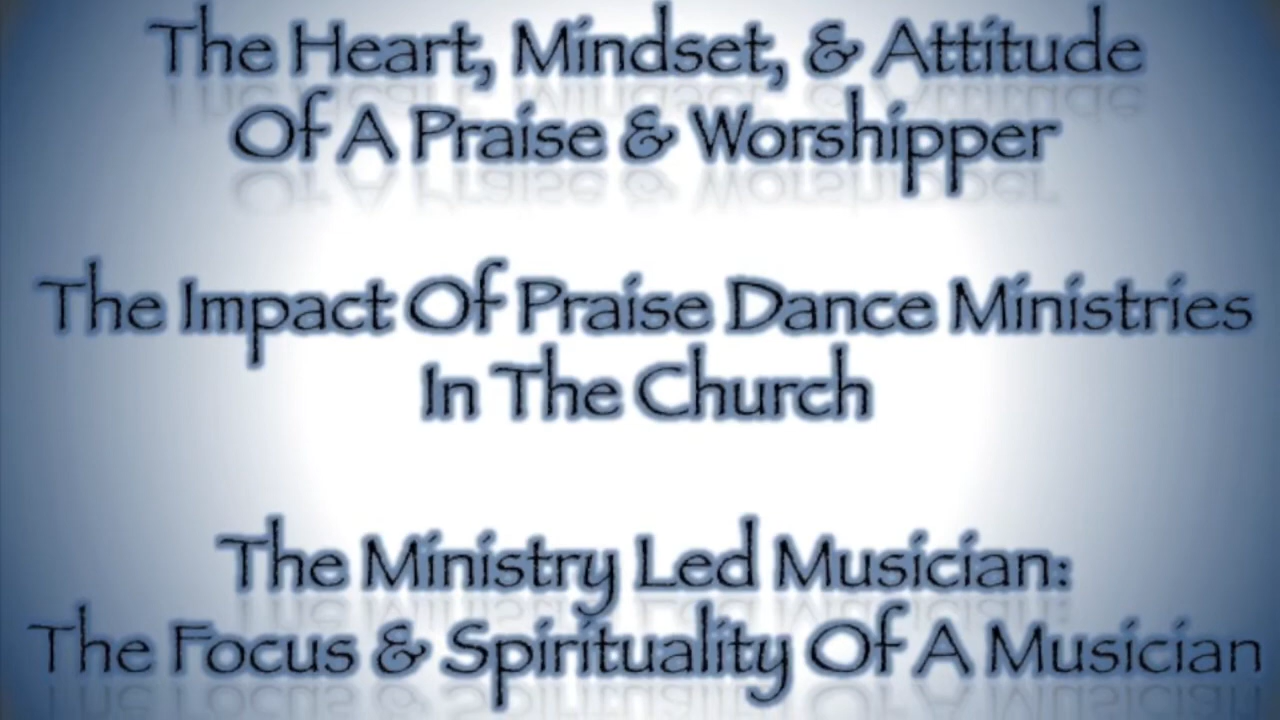 The Heart, Mindset, & Attitude
Of A Praise & Worshipper
The Impact Of Praise Dance Ministries
In The Church
The Ministry Led Musician:
The Focus & Spirituality Of A Musician